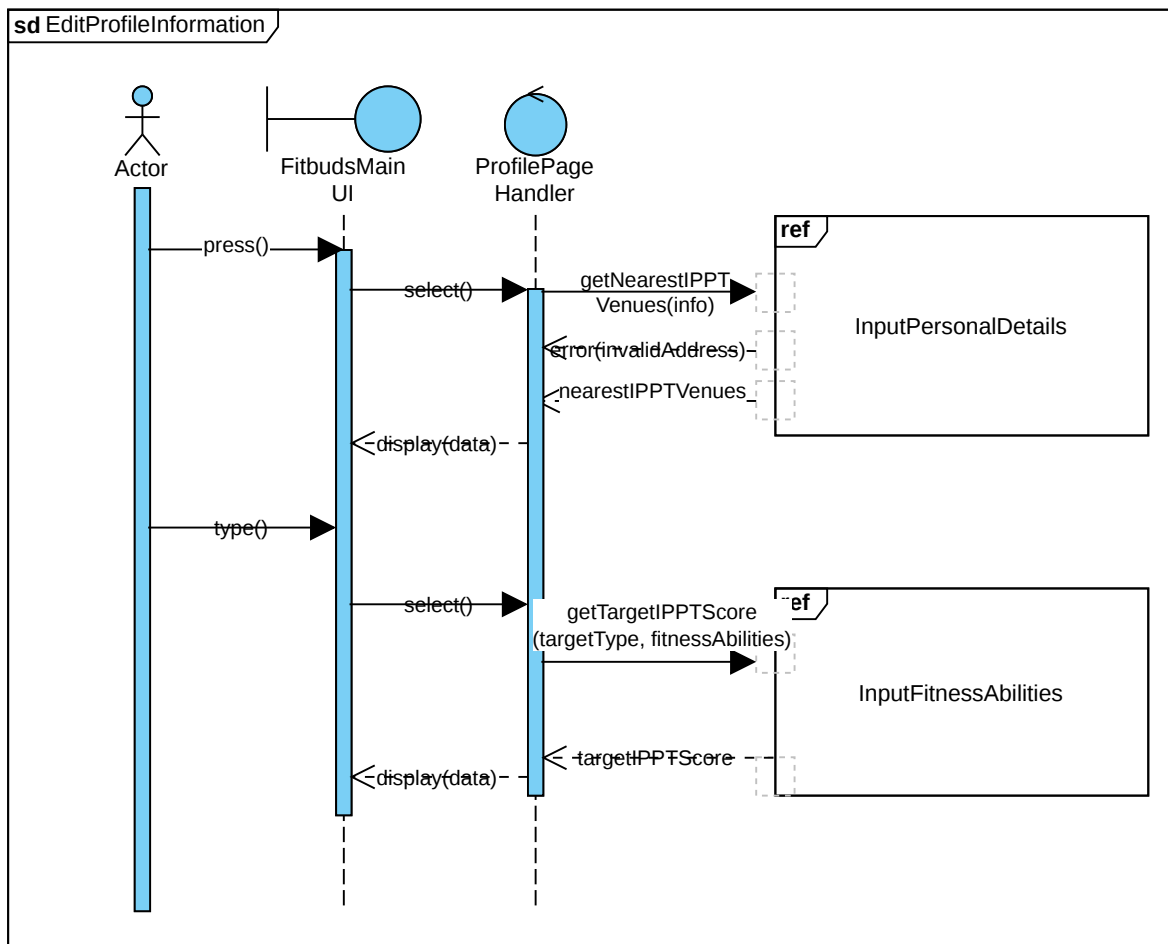 sd EditProfileInformation
Actor
FitbudsMain
UI
ProfilePage
Handler
ref
press()
select()
getNearestIPPT
Venues(info)
InputPersonalDetails
error(invalidAddress)
nearestIPPTVenues
display(data)
type()
select()
getTargetIPPTScore
(targetType, fitnessAbilities)
ef
InputFitnessAbilities
targetIPPTScore
display(data)